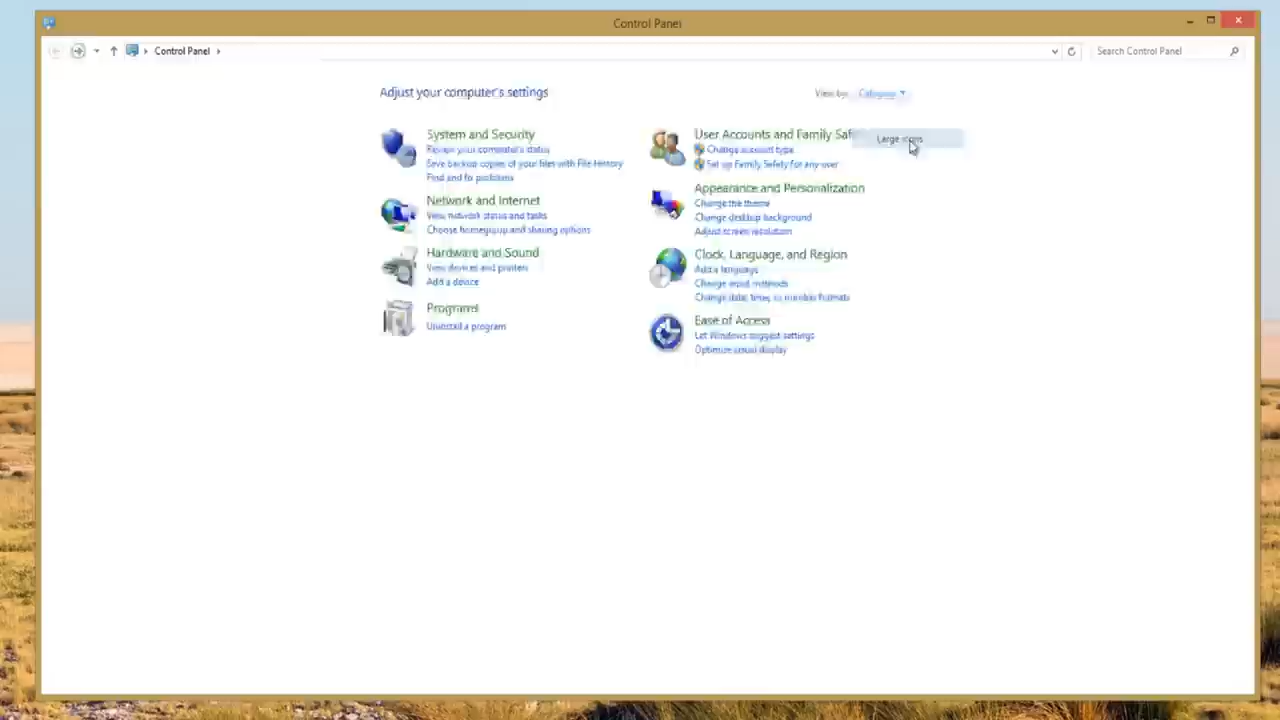 Control Panel
Control Panel
Search Control Panel
Adjust your computer's settings
View by: Category
Large icons
System and Security
Review your computer's status
Save backup copies of your files with File History
Find and fix problems
Network and Internet
View network status and tasks
Choose homegroup and sharing options
Hardware and Sound
View devices and printers
Add a device
Programs
Uninstall a program
User Accounts and Family Saf
Change account type
Set up Family Safety for any user
Appearance and Personalization
Change the theme
Change desktop background
Adjust screen resolution
Clock, Language, and Region
Add a language
Change input methods
Change date, time, or number formats
Ease of Access
Let Windows suggest settings
Optimize visual display